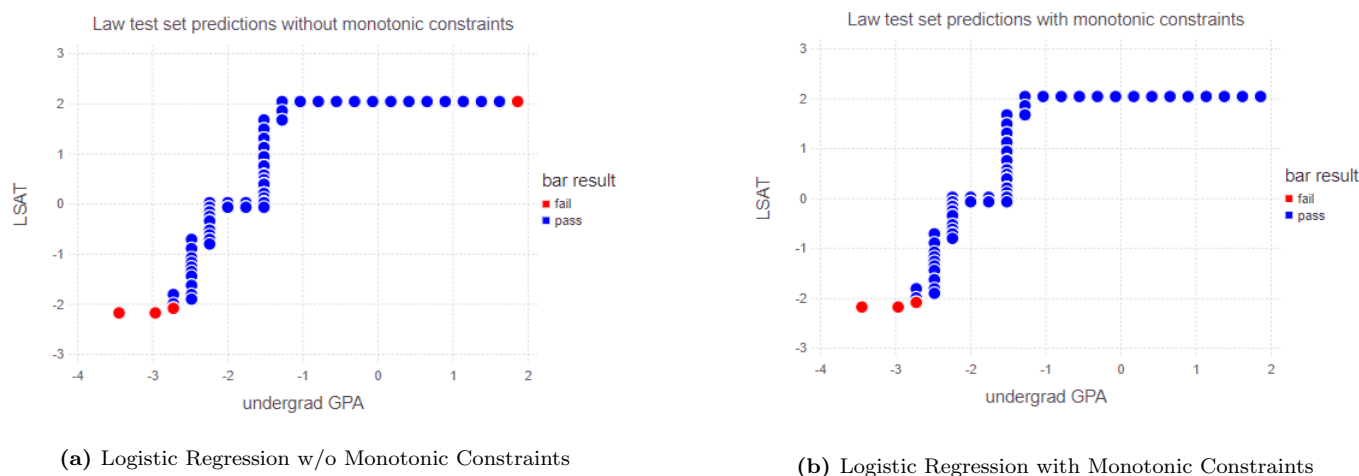 Law test set predictions without monotonic constraints
3
2
1
0
-1
-2
-3
LSAT
-4 -3 -2 -1 0 1 2
undergrad GPA
bar result
fail
pass
(a) Logistic Regression w/o Monotonic Constraints
Law test set predictions with monotonic constraints
3
2
1
0
-1
-2
-3
LSAT
-4 -3 -2 -1 0 1 2
undergrad GPA
bar result
fail
pass
(b) Logistic Regression with Monotonic Constraints